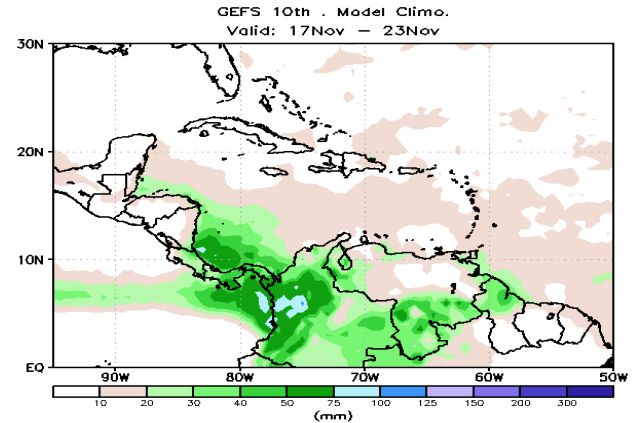 GEFS 10th . Model Climo.
Valid: 17Nov – 23Nov
30N
20N
10N
EQ
90W 80W 70W 60W 50W
10 20 30 40 50 75 100 125 150 200 300
(mm)